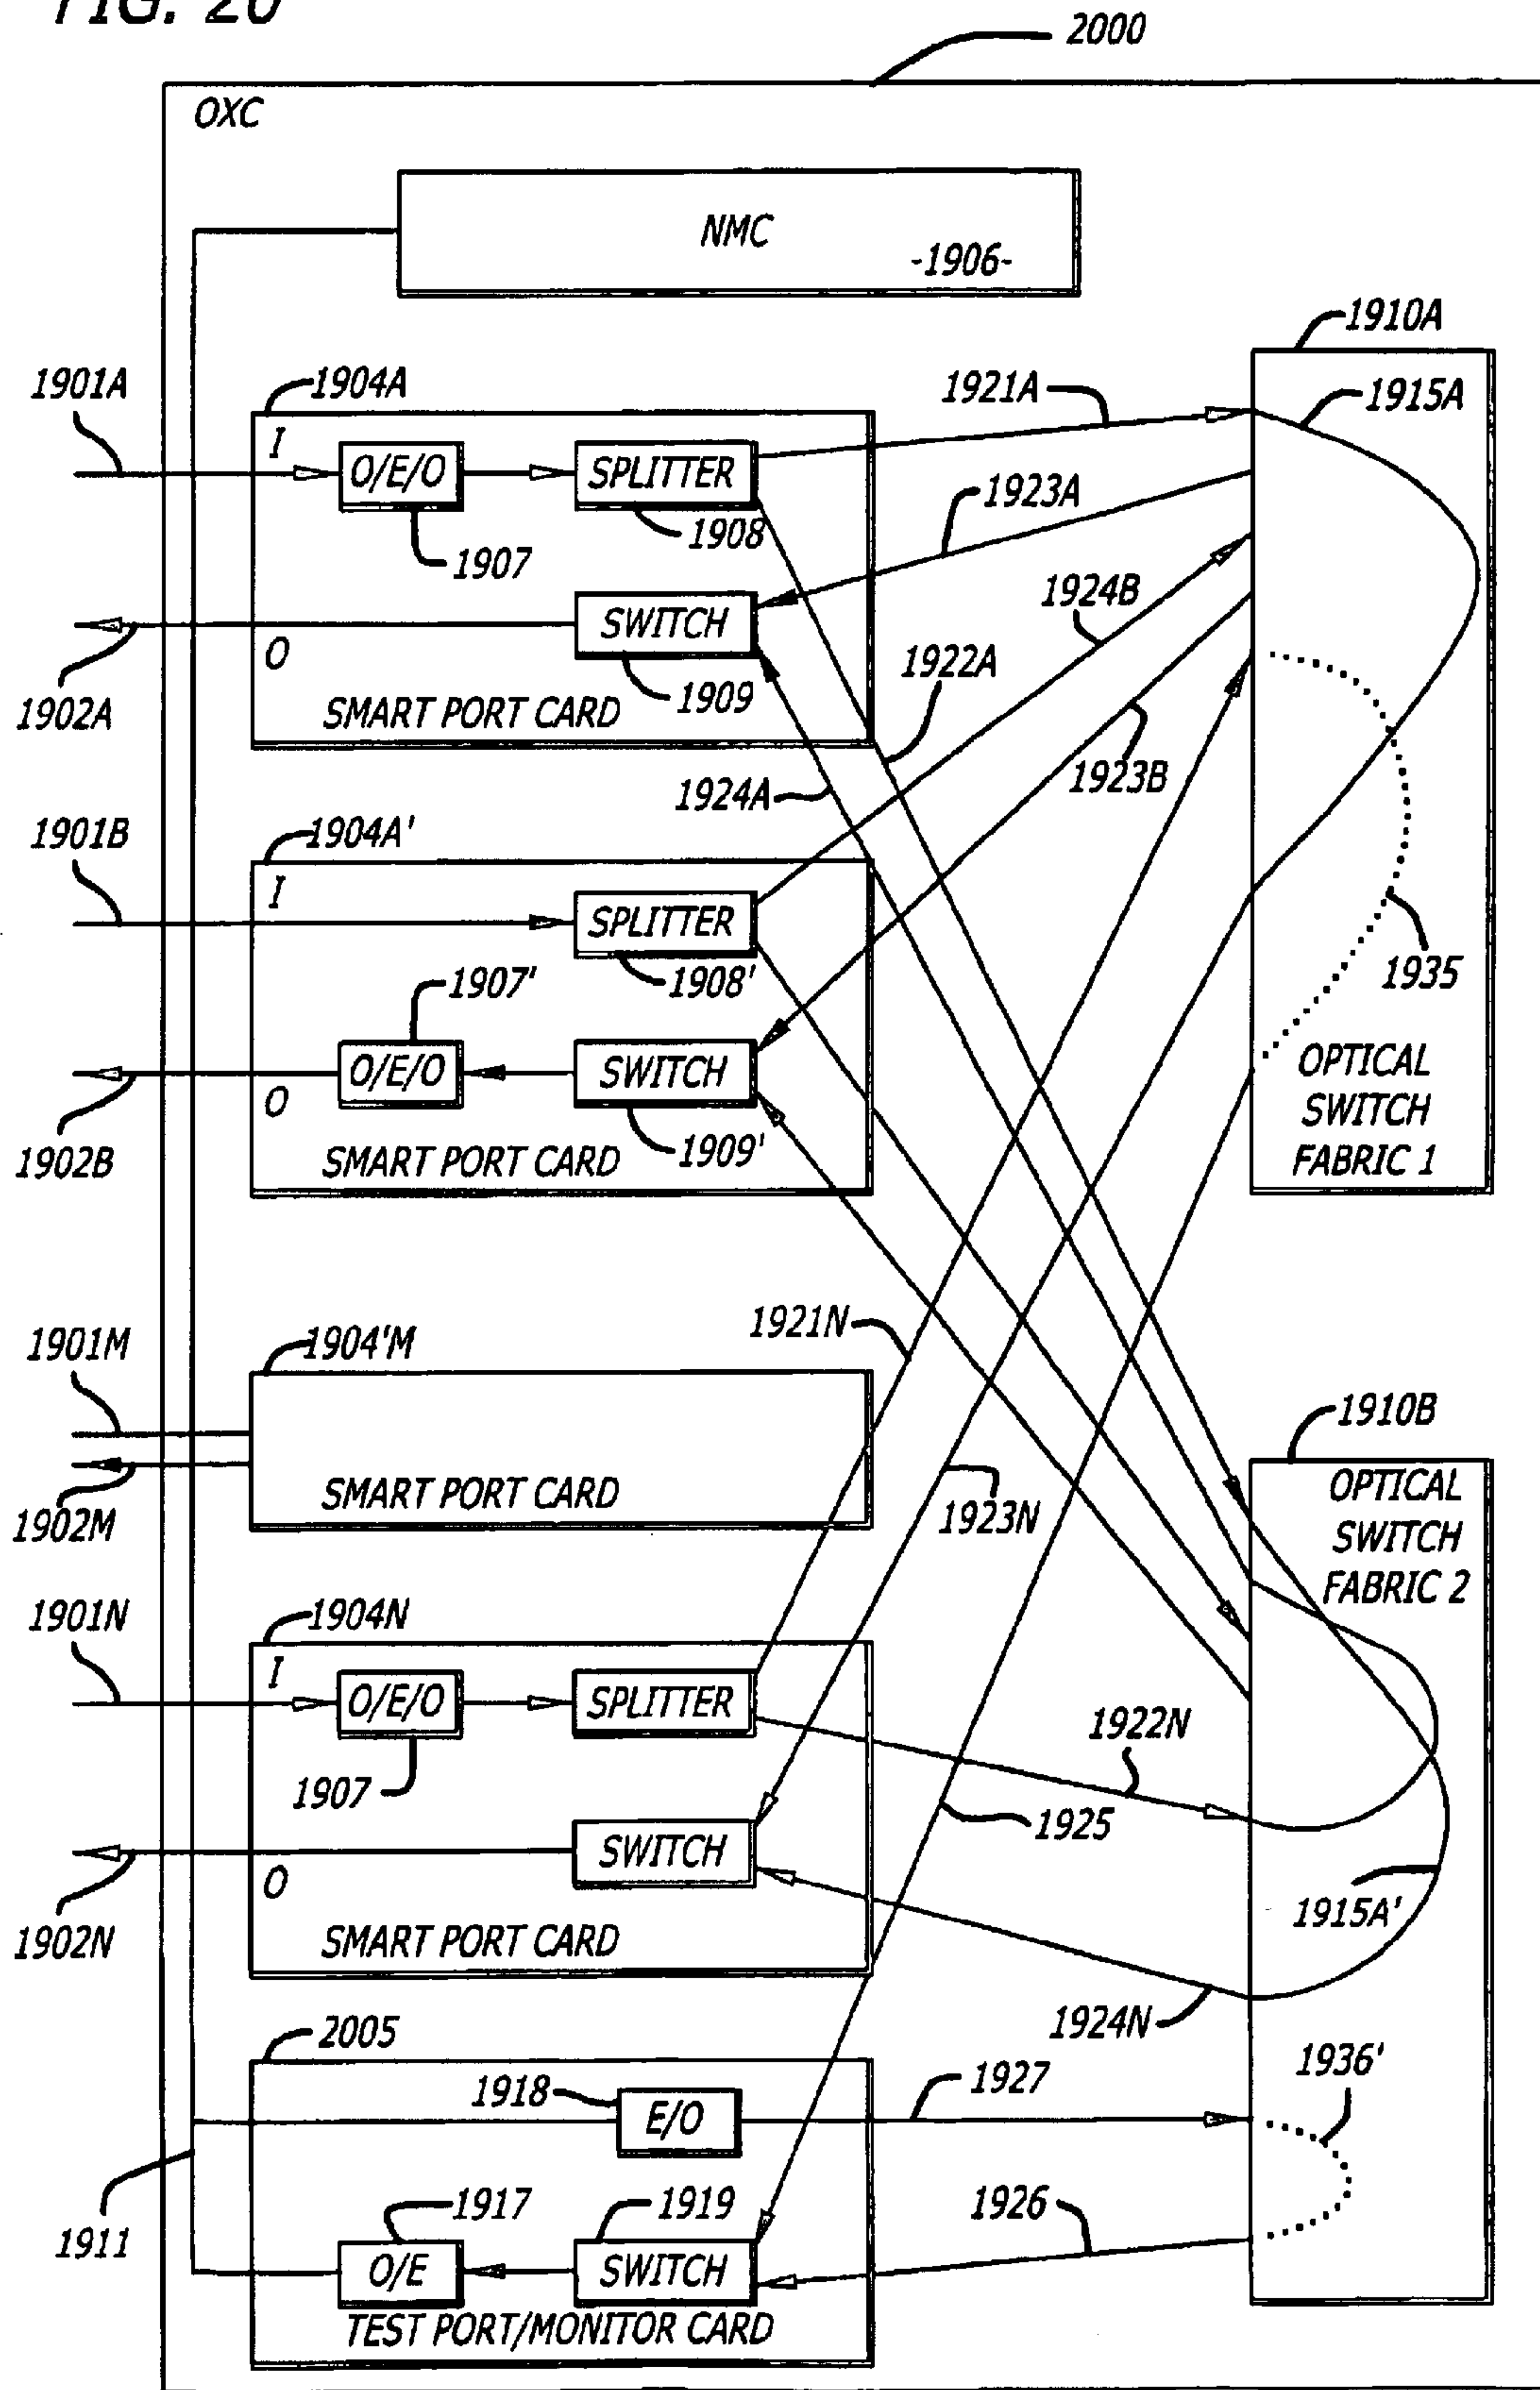 FIG. 20
2000
OXC
NMC
-1906-
1910A
1901A
1904A
1921A
1915A
I
O/E/O
SPLITTER
1923A
1907
1908
1924B
SWITCH
1922A
O
1902A
1909
SMART PORT CARD
1924A
1923B
1901B
1904A'
I
SPLITTER
1907'
1908'
1935
O/E/O
SWITCH
O
OPTICAL
SWITCH
FABRIC 1
1902B
1909'
SMART PORT CARD
1901M
1904'M
1921N
1910B
SMART PORT CARD
1902M
1923N
OPTICAL
SWITCH
FABRIC 2
1901N
1904N
I
O/E/O
SPLITTER
1922N
1907
1925
SWITCH
O
1915A'
1902N
SMART PORT CARD
2005
1924N
1936'
1918
E/O
1927
1917
1919
1926
1911
O/E
SWITCH
TEST PORT/MONITOR CARD